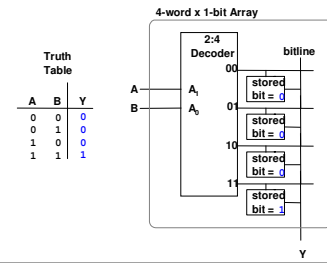 4-word x 1-bit Array
2:4
Decoder
bitline
Truth
Table
A B Y
0 0 0
0 1 0
1 0 0
1 1 1
A
B
A1
A0
00
stored
bit = 0
01
stored
bit = 0
10
stored
bit = 0
11
stored
bit = 1
Y